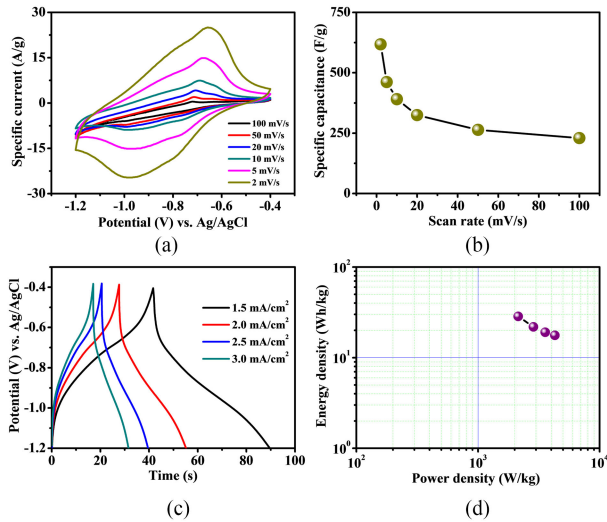 30
15
0
-15
-30
Specific current (A/g)
100 mV/s
50 mV/s
20 mV/s
10 mV/s
5 mV/s
2 mV/s
-1.2 -1.0 -0.8 -0.6 -0.4
Potential (V) vs. Ag/AgCl
(a)
750
600
450
250
0
Specific capacitance (F/g)
0 20 40 60 80 100
Scan rate (mV/s)
(b)
-0.4
-0.6
-0.8
-1.0
-1.2
Potential (V) vs. Ag/AgCl
1.5 mA/cm²
2.0 mA/cm²
2.5 mA/cm²
3.0 mA/cm²
0 20 40 60 80 100
Time (s)
(c)
10²
10¹
10⁰
Energy density (Wh/kg)
10² 10³ 10⁴
Power density (W/kg)
(d)